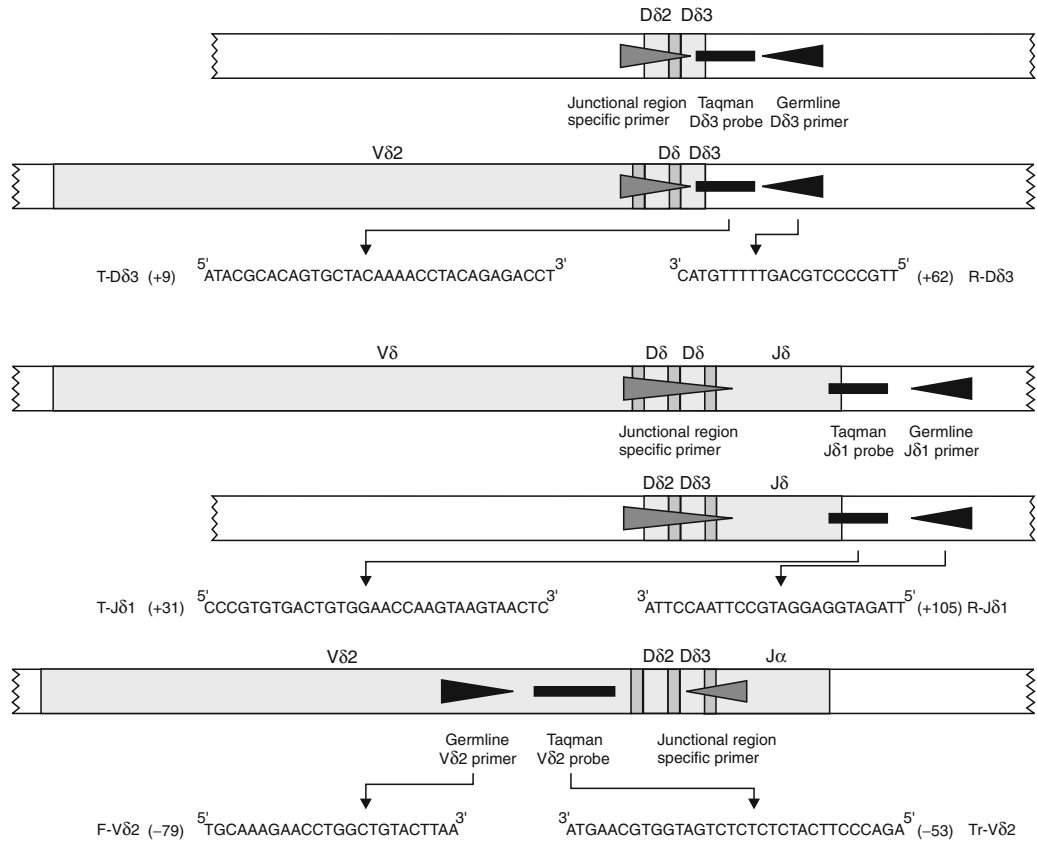 Dδ2 Dδ3
Junctional region Taqman Germline
specific primer Dδ3 probe Dδ3 primer
Vδ2 Dδ Dδ3
T-Dδ3 (+9) 5'ATACGCACAGTGCTACAAAACCTACAGAGACCT3' 3'CATGTTTTTGACGTCCCCGTT5' (+62) R-Dδ3
Vδ Dδ Dδ Jδ
Junctional region Taqman Germline
specific primer Jδ1 probe Jδ1 primer
Dδ2 Dδ3 Jδ
T-Jδ1 (+31) 5'CCCGTGTGACTGTGGAACCAAGTAAGTAACTC3' 3'ATTCCAATTCCGTAGGAGGTAGATT5' (+105) R-Jδ1
Vδ2 Dδ2 Dδ3 Jα
Germline Taqman Junctional region
Vδ2 primer Vδ2 probe specific primer
F-Vδ2 (−79) 5'TGCAAAGAACCTGGCTGTACTTAA3' 3'ATGAACGTGGTAGTCTCTCTCTACTTCCCAGA5' (−53) Tr-Vδ2